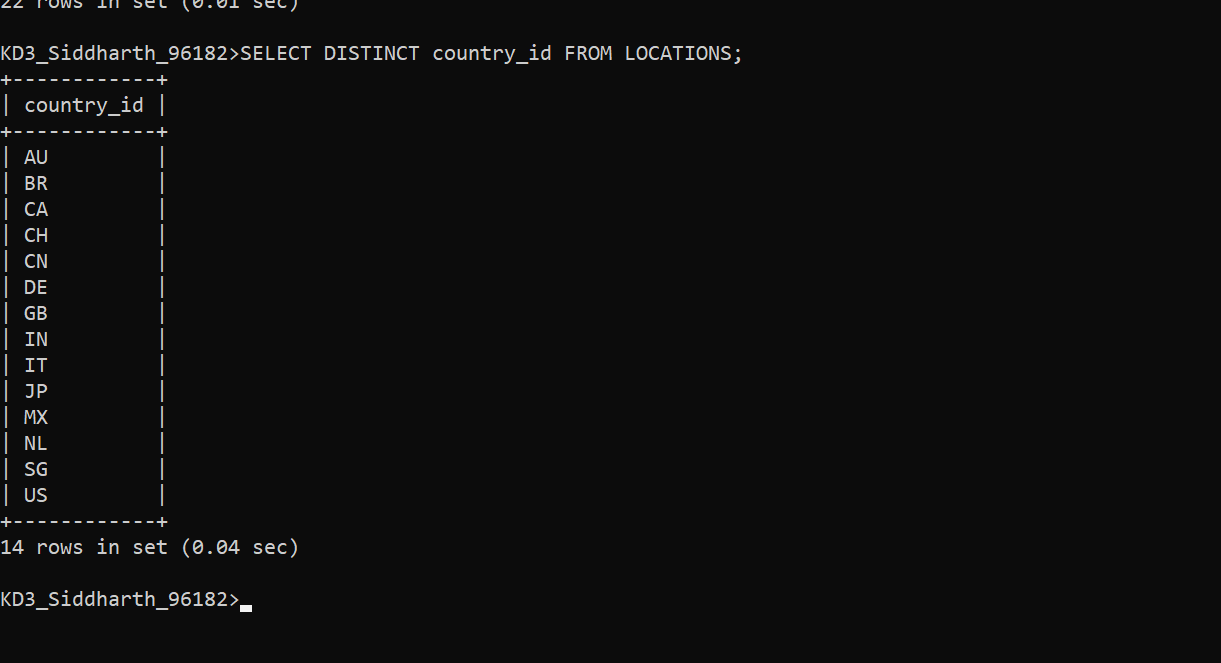 22 rows in set (0.01 sec)
KD3_Siddharth_96182>SELECT DISTINCT country_id FROM LOCATIONS;
+------------+
| country_id |
+------------+
| AU         |
| BR         |
| CA         |
| CH         |
| CN         |
| DE         |
| GB         |
| IN         |
| IT         |
| JP         |
| MX         |
| NL         |
| SG         |
| US         |
+------------+
14 rows in set (0.04 sec)
KD3_Siddharth_96182>